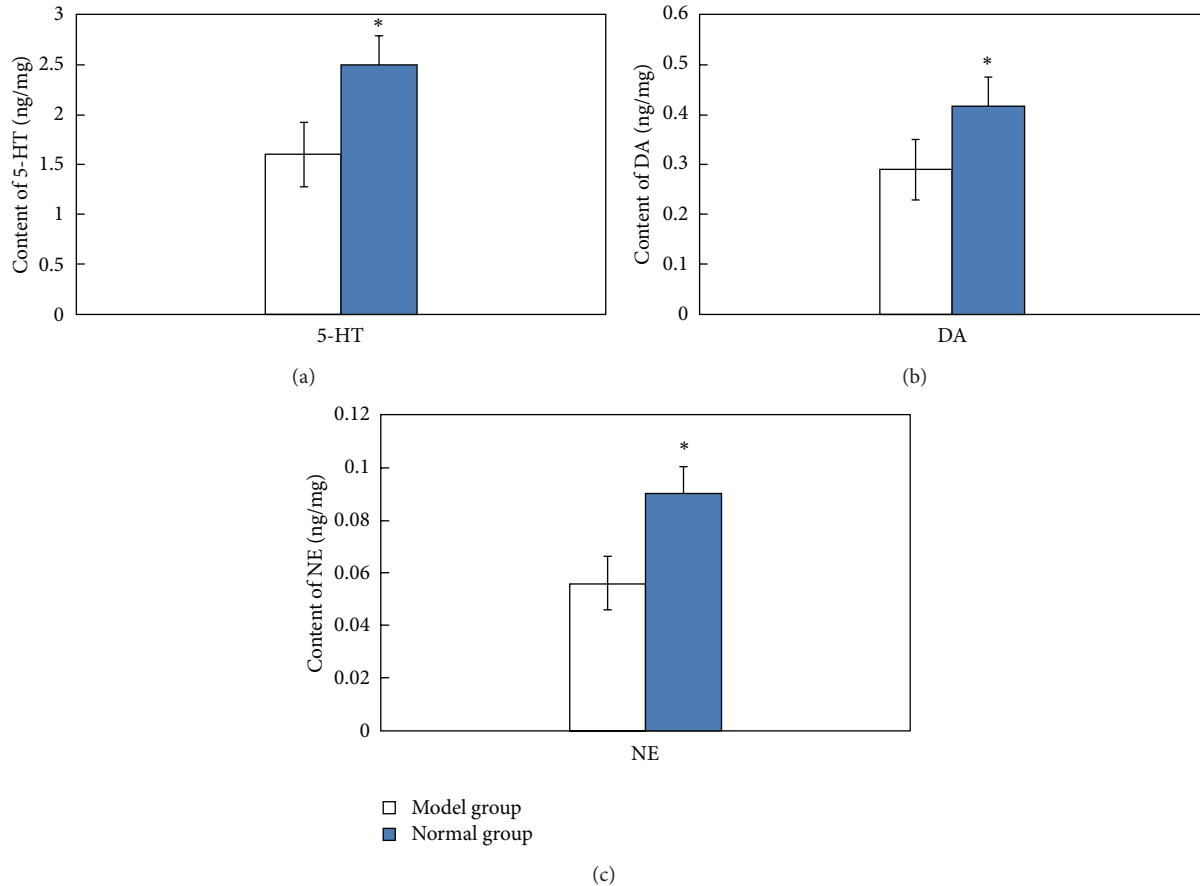 Content of 5-HT (ng/mg)
3
2.5
2
1.5
1
0.5
0
*
5-HT
(a)
Content of DA (ng/mg)
0.6
0.5
0.4
0.3
0.2
0.1
0
*
DA
(b)
Content of NE (ng/mg)
0.12
0.1
0.08
0.06
0.04
0.02
0
*
NE
Model group
Normal group
(c)